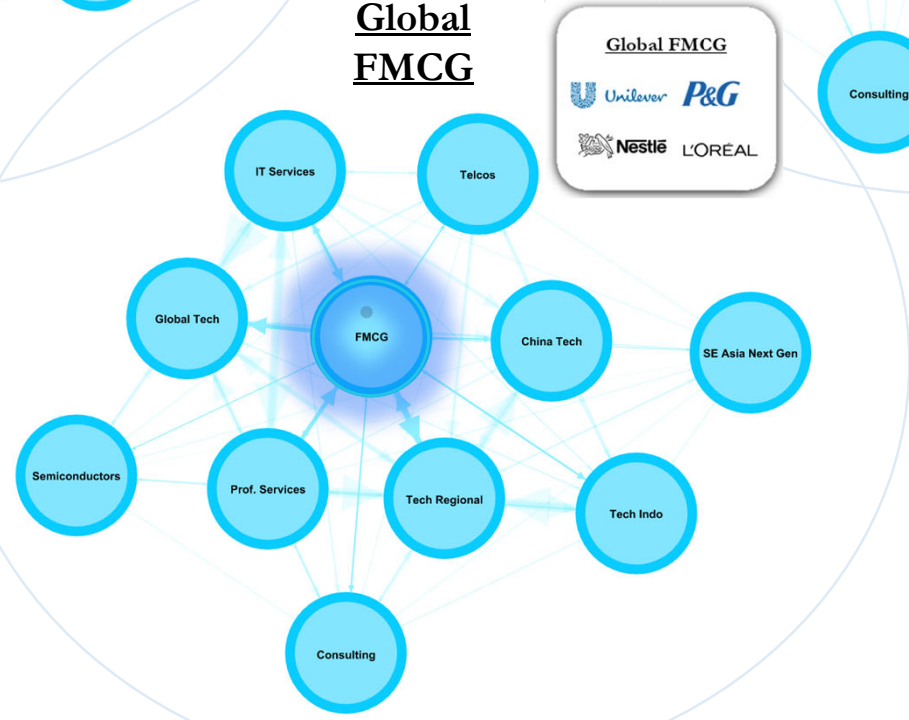 Global
FMCG
Global FMCG
Unilever P&G
Nestlé L'ORÉAL
Consulting
IT Services
Telcos
Global Tech
FMCG
China Tech
SE Asia Next Gen
Semiconductors
Prof. Services
Tech Regional
Tech Indo
Consulting